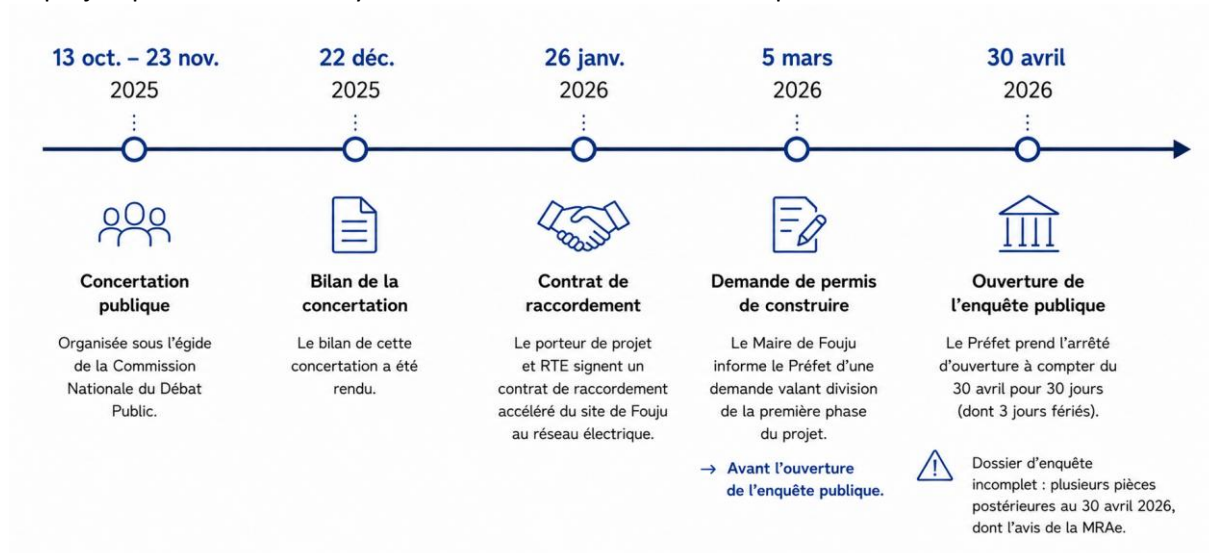 13 oct. – 23 nov.
2025
22 déc.
2025
26 janv.
2026
5 mars
2026
30 avril
2026
Concertation
publique
Organisée sous l’égide
de la Commission
Nationale du Débat
Public.
Bilan de la
concertation
Le bilan de cette
concertation a été
rendu.
Contrat de
raccordement
Le porteur de projet
et RTE signent un
contrat de raccordement
accéléré du site de Fouju
au réseau électrique.
Demande de permis
de construire
Le Maire de Fouju
informe le Préfet d’une
demande valant division
de la première phase
du projet.
→ Avant l’ouverture
de l’enquête publique.
Ouverture de
l’enquête publique
Le Préfet prend l’arrêté
d’ouverture à compter du
30 avril pour 30 jours
(dont 3 jours fériés).
Dossier d’enquête
incomplet : plusieurs pièces
postérieures au 30 avril 2026,
dont l’avis de la MRAe.